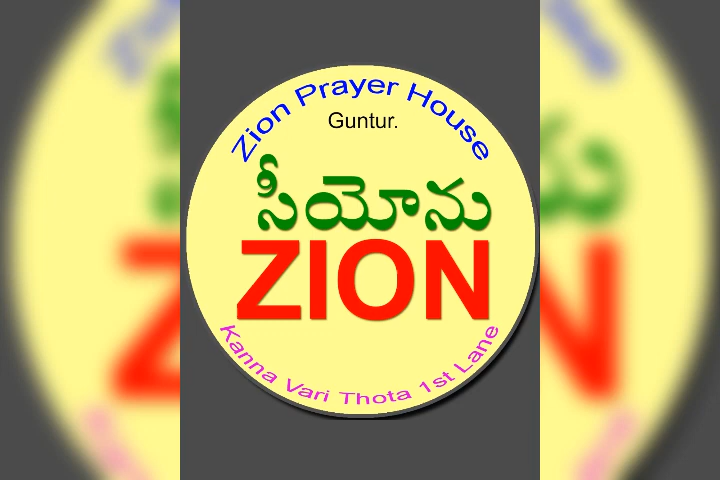 Zion Prayer House
Guntur.
సీయోను
ZION
Kanna Vari Thota 1st Lane